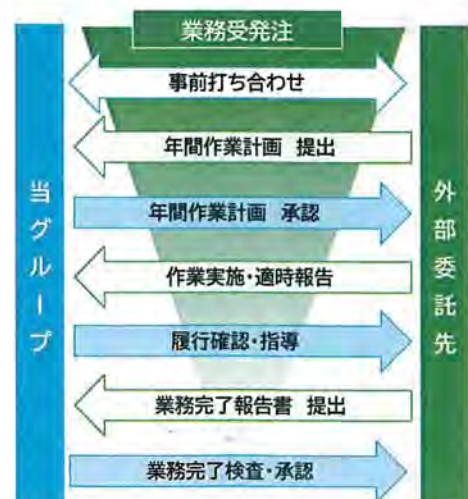 業務受発注
事前打ち合わせ
年間作業計画 提出
年間作業計画 承認
作業実施・適時報告
履行確認・指導
業務完了報告書 提出
業務完了検査・承認
当グループ
外部委託先